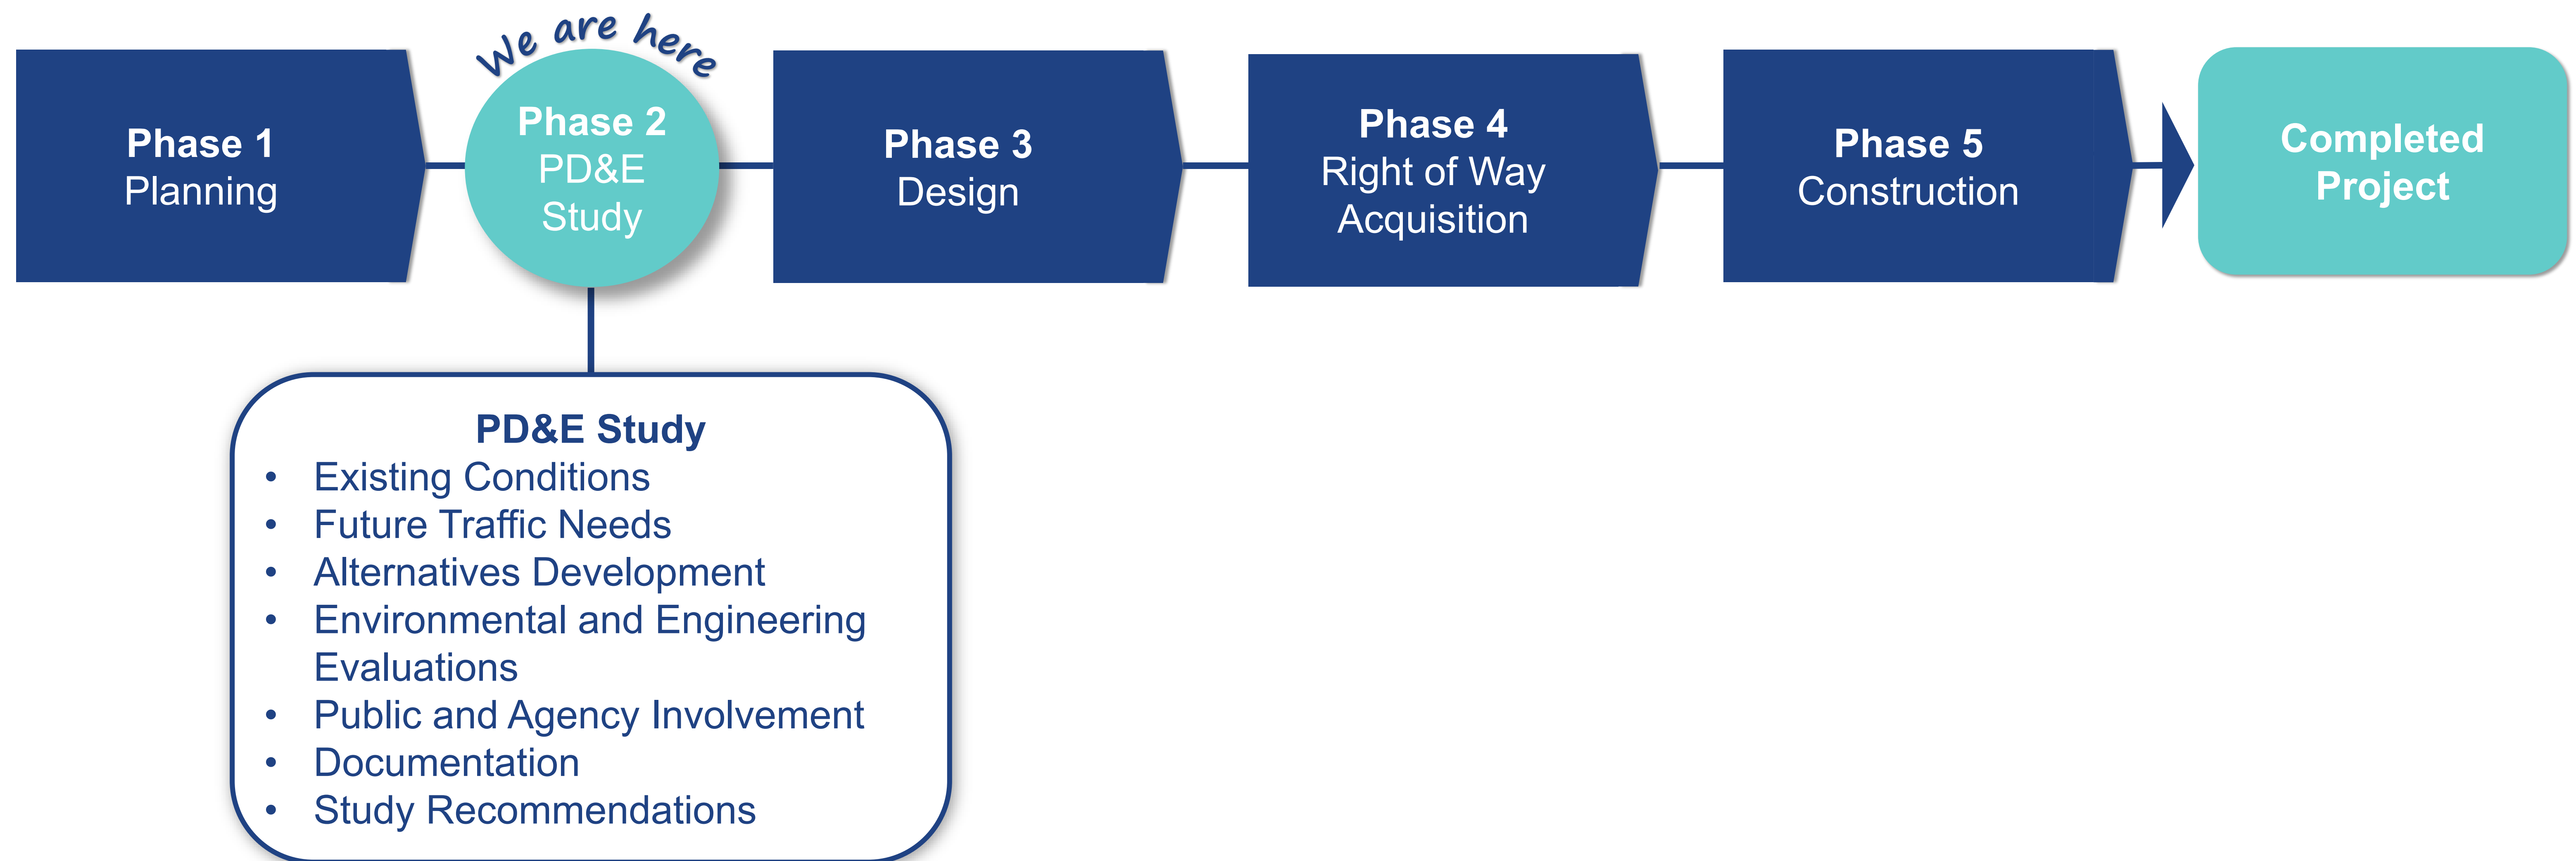 We are here
Phase 1
Planning
Phase 2
PD&E
Study
Phase 3
Design
Phase 4
Right of Way
Acquisition
Phase 5
Construction
Completed
Project
PD&E Study
• Existing Conditions
• Future Traffic Needs
• Alternatives Development
• Environmental and Engineering
Evaluations
• Public and Agency Involvement
• Documentation
• Study Recommendations